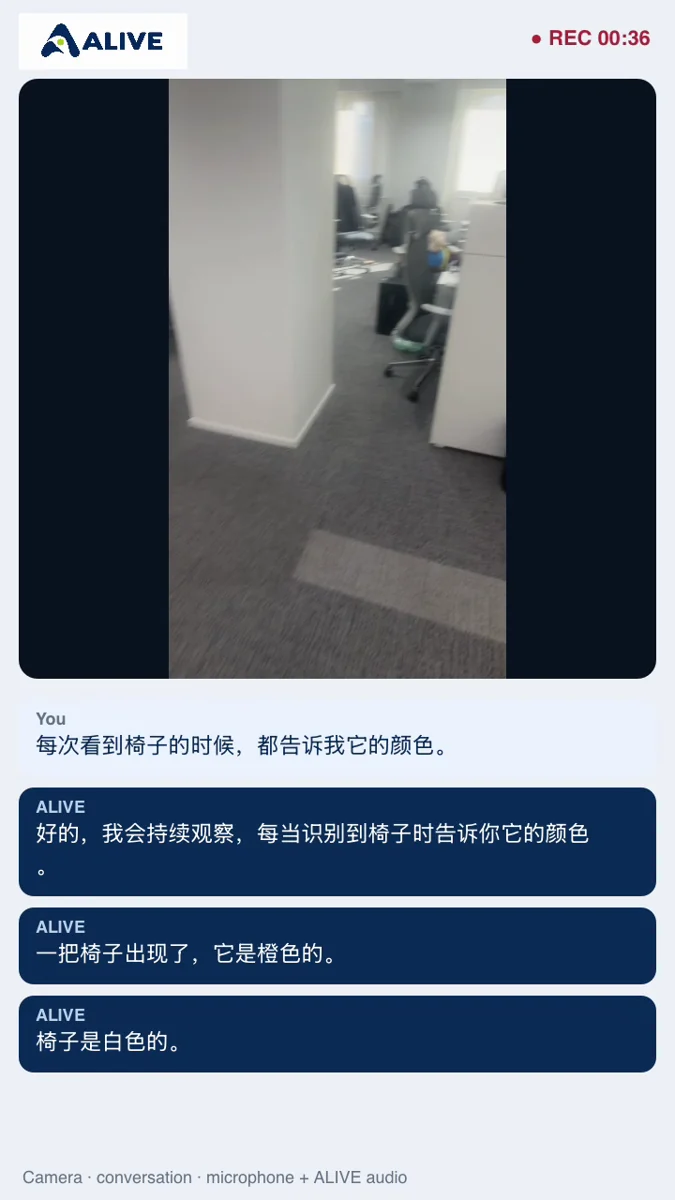 ALIVE
● REC 00:36
You
每次看到椅子的时候，都告诉我它的颜色。
ALIVE
好的，我会持续观察，每当识别到椅子时告诉你它的颜色
。
ALIVE
一把椅子出现了，它是橙色的。
ALIVE
椅子是白色的。
Camera · conversation · microphone + ALIVE audio